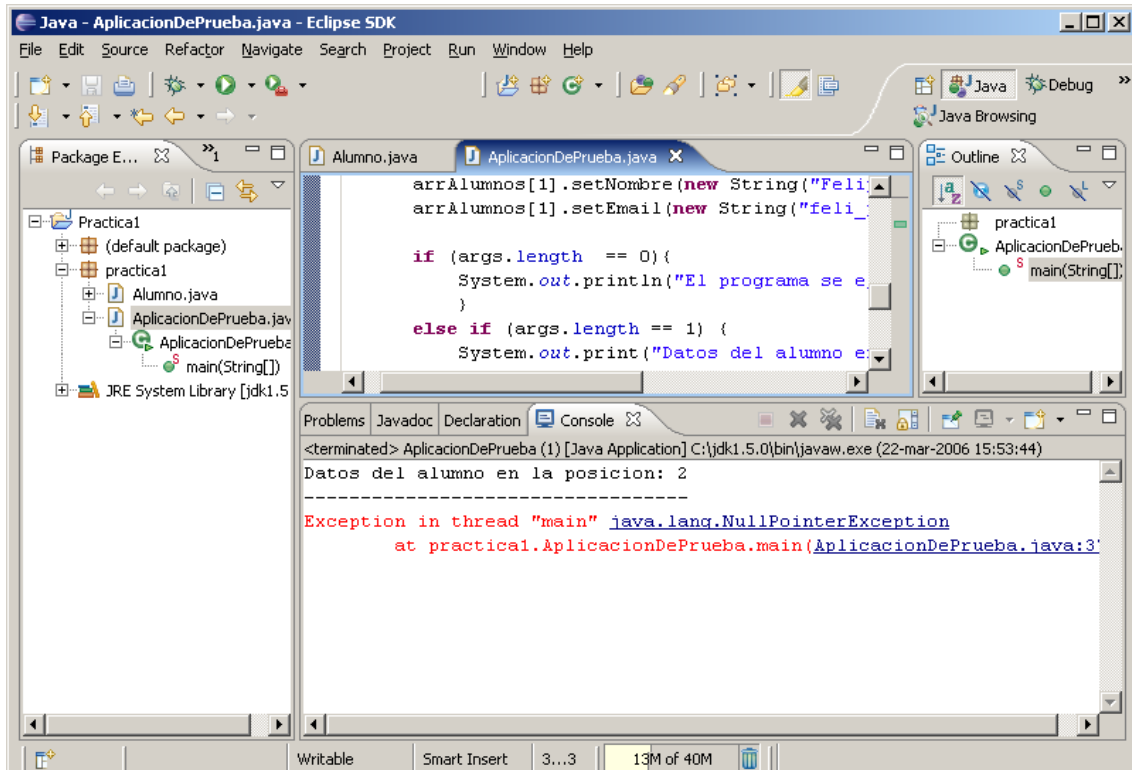 Java - AplicacionDePrueba.java - Eclipse SDK
File Edit Source Refactor Navigate Search Project Run Window Help
Java Debug »
Java Browsing
Package E... »1
Practica1
(default package)
practica1
Alumno.java
AplicacionDePrueba.jav
AplicacionDePrueba
main(String[])
JRE System Library [jdk1.5
Alumno.java AplicacionDePrueba.java
arrAlumnos[1].setNombre(new String("Feli
arrAlumnos[1].setEmail(new String("feli_
if (args.length == 0){
System.out.println("El programa se e
}
else if (args.length == 1) {
System.out.print("Datos del alumno e
Outline
practica1
AplicacionDePrueb
main(String[])
Problems Javadoc Declaration Console
<terminated> AplicacionDePrueba (1) [Java Application] C:\jdk1.5.0\bin\javaw.exe (22-mar-2006 15:53:44)
Datos del alumno en la posicion: 2
----------------------------------
Exception in thread "main" java.lang.NullPointerException
at practica1.AplicacionDePrueba.main(AplicacionDePrueba.java:3
Writable Smart Insert 3...3 13M of 40M